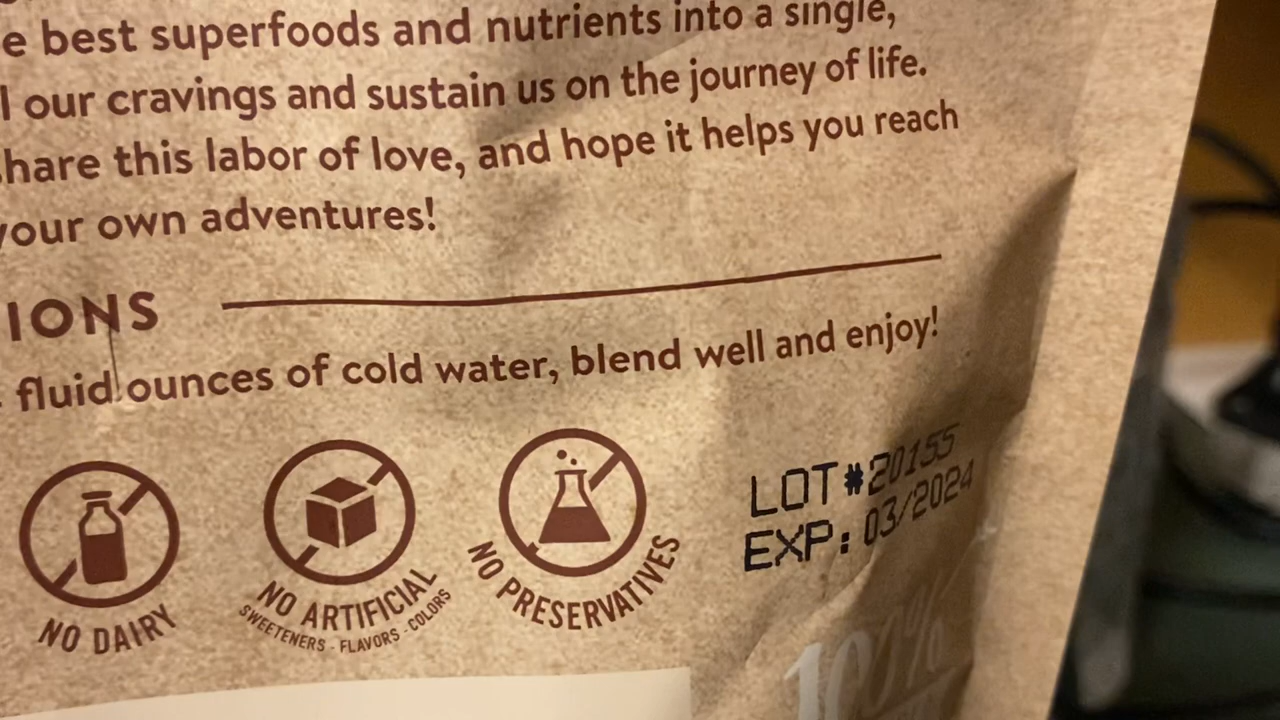 e best superfoods and nutrients into a single,
l our cravings and sustain us on the journey of life.
hare this labor of love, and hope it helps you reach
your own adventures!
IONS
fluid ounces of cold water, blend well and enjoy!
NO DAIRY
NO ARTIFICIAL
SWEETENERS - FLAVORS - COLORS
NO PRESERVATIVES
LOT#20155
EXP: 03/2024
100%